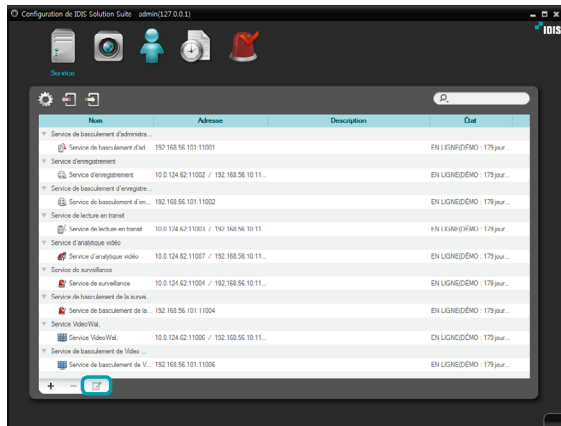 Configuration de IDIS Solution Suite - admin(127.0.0.1)
IDIS
Service
Nom Adresse Description État
Service de basculement d'administra...
Service de basculement d'ad 192.168.56.101:11001 EN LIGNE(DÉMO : 179 jour...
Service d'enregistrement
Service d'enregistrement 10.0.124.62:11002 / 192.168.56.10:11... EN LIGNE(DÉMO : 179 jour...
Service de basculement d'enregistre...
Service de basculement d'en... 192.168.56.101:11002 EN LIGNE(DÉMO : 179 jour...
Service de lecture en transit
Service de lecture en transit 10.0.124.62:11003 / 192.168.56.10:11... EN LIGNE(DÉMO : 179 jour...
Service d'analytique vidéo
Service d'analytique vidéo 10.0.124.62:11007 / 192.168.56.10:11... EN LIGNE(DÉMO : 179 jour...
Service de surveillance
Service de surveillance 10.0.124.62:11004 / 192.168.56.10:11... EN LIGNE(DÉMO : 179 jour...
Service de basculement de la survei
Service de basculement de la... 192.168.56.101:11004 EN LIGNE(DÉMO : 179 jour...
Service VideoWal,
Service VideoWal, 10.0.124.62:11006 / 192.168.56.10:11... EN LIGNE(DÉMO : 179 jour...
Service de basculement de Video ...
Service de basculement de V... 192.168.56.101:11006 EN LIGNE(DÉMO : 179 jour...